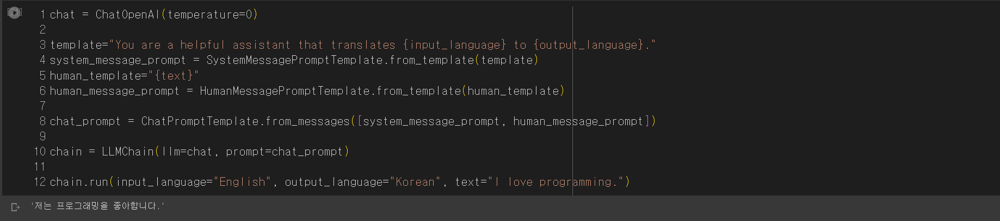 1 chat = ChatOpenAI(temperature=0)
2
3 template="You are a helpful assistant that translates {input_language} to {output_language}."
4 system_message_prompt = SystemMessagePromptTemplate.from_template(template)
5 human_template="{text}"
6 human_message_prompt = HumanMessagePromptTemplate.from_template(human_template)
7
8 chat_prompt = ChatPromptTemplate.from_messages([system_message_prompt, human_message_prompt])
9
10 chain = LLMChain(llm=chat, prompt=chat_prompt)
11
12 chain.run(input_language="English", output_language="Korean", text="I love programming.")
'저는 프로그래밍을 좋아합니다.'